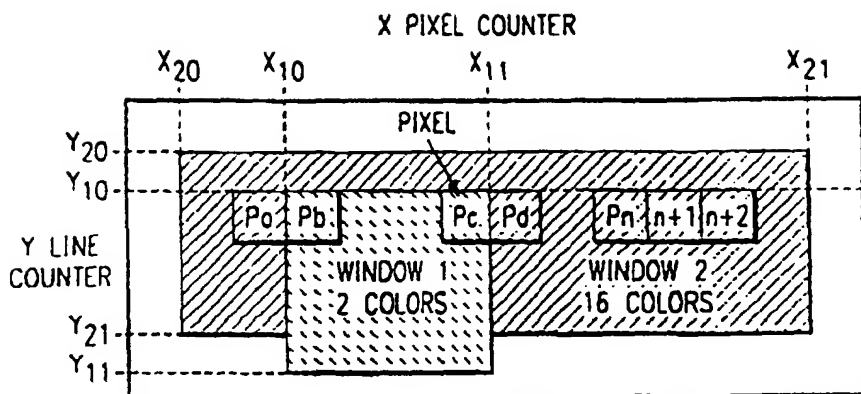 X PIXEL COUNTER
X20 X10 X11 X21
PIXEL
Y20
Y10
Pa Pb Pc Pd Pn n+1 n+2
Y LINE
COUNTER
WINDOW 1
2 COLORS
WINDOW 2
16 COLORS
Y21
Y11